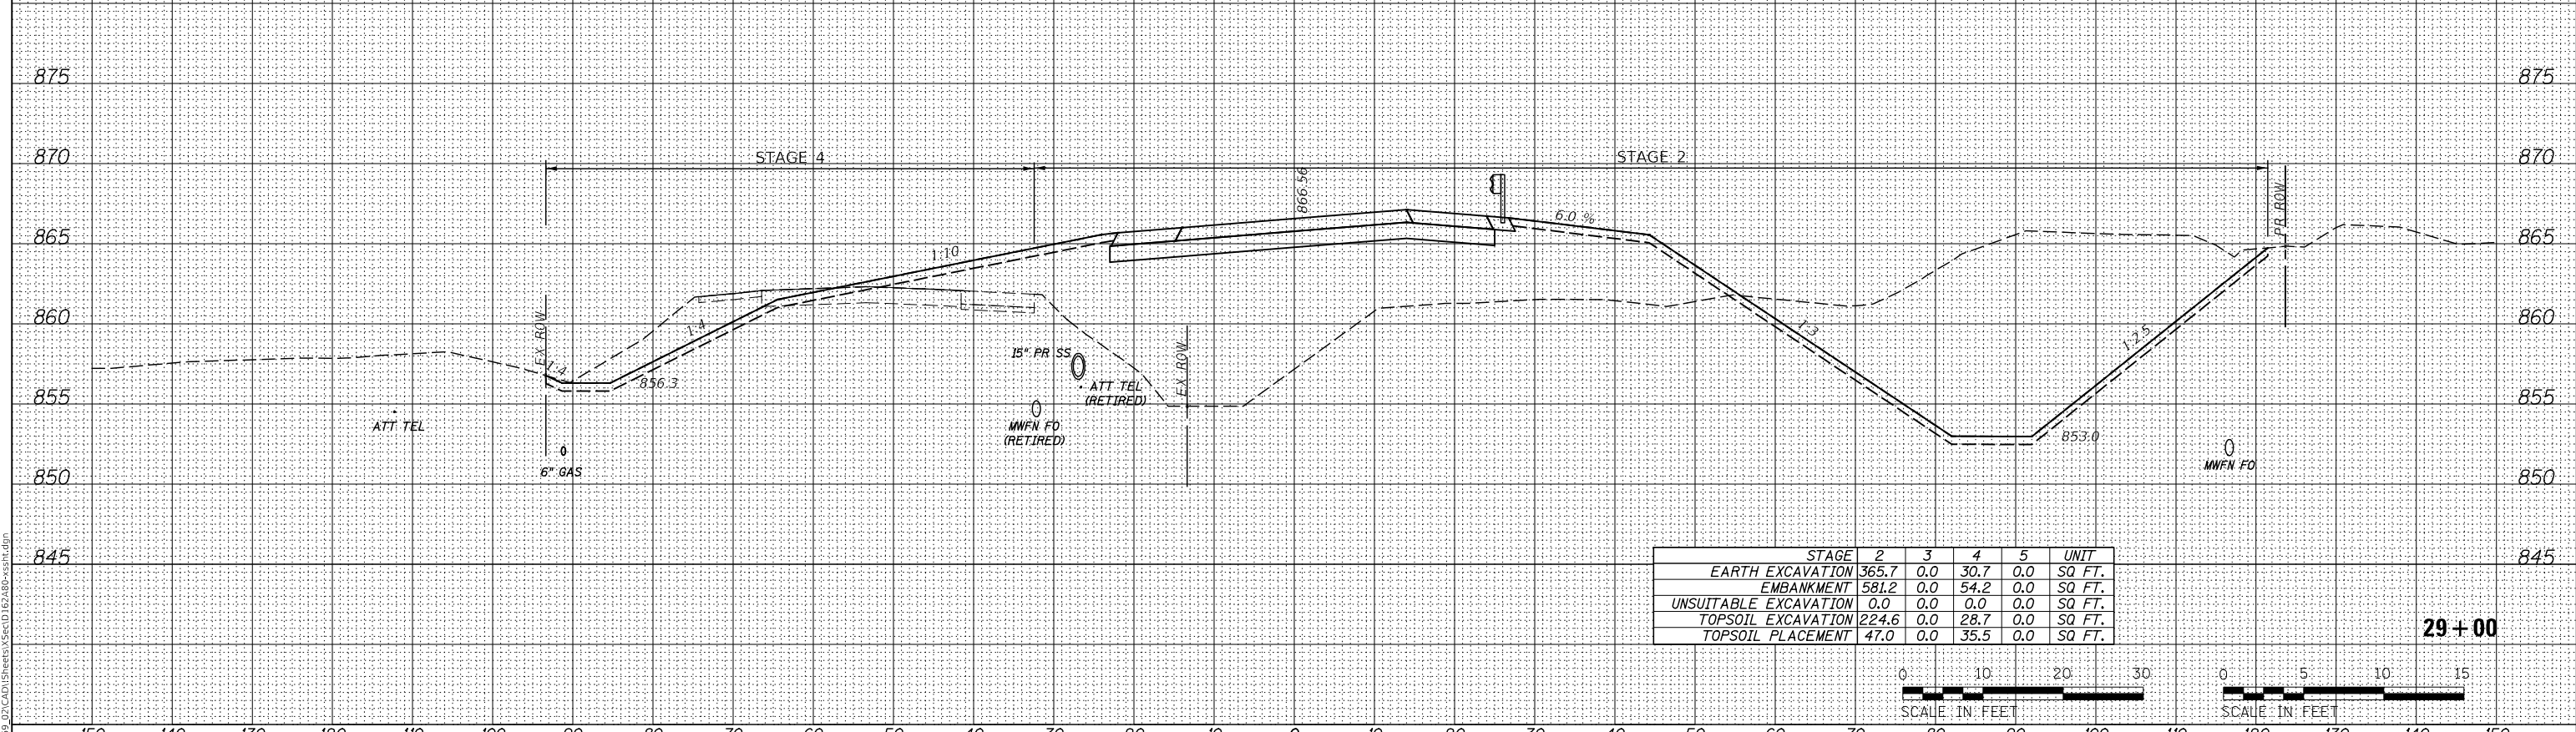 875 875
870 870
STAGE 4 STAGE 2
866.56
6.0 %
PR ROW
865 865
1:10
860 860
EX ROW
1:4
1:4
856.3
15" PR SS
ATT TEL
(RETIRED)
EX ROW
1:3
1:2.5
855 855
ATT TEL
MWFN FO
(RETIRED)
853.0
6" GAS
MWFN FO
850 850
845 845
STAGE 2 3 4 5 UNIT
EARTH EXCAVATION 365.7 0.0 30.7 0.0 SQ FT.
EMBANKMENT 581.2 0.0 54.2 0.0 SQ FT.
UNSUITABLE EXCAVATION 0.0 0.0 0.0 0.0 SQ FT.
TOPSOIL EXCAVATION 224.6 0.0 28.7 0.0 SQ FT.
TOPSOIL PLACEMENT 47.0 0.0 35.5 0.0 SQ FT.
29+00
0 10 20 30
SCALE IN FEET
0 5 10 15
SCALE IN FEET